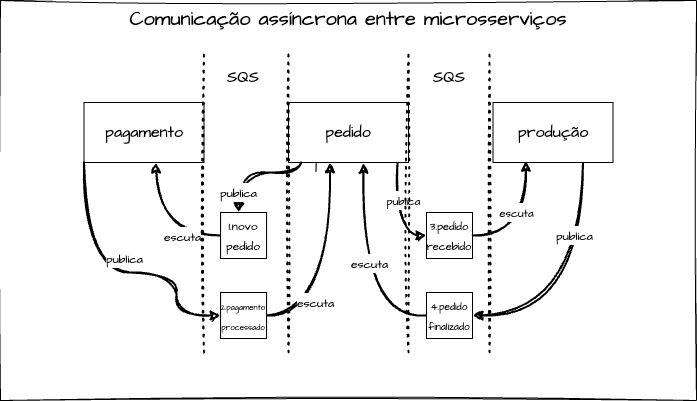 Comunicação assíncrona entre microsserviços
SQS
SQS
pagamento
pedido
produção
publica
publica
1.novo
pedido
3.pedido
recebido
escuta
escuta
publica
escuta
publica
2.pagamento
processado
escuta
4.pedido
finalizado